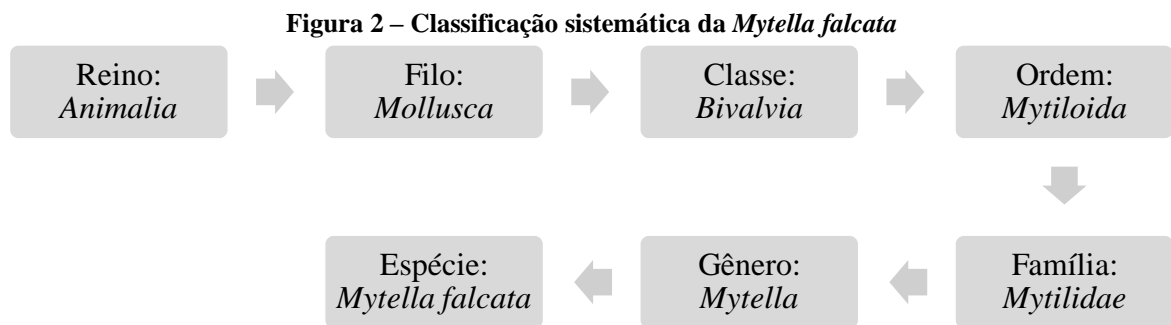 Figura 2 – Classificação sistemática da Mytella falcata
Reino:
Animalia
Filo:
Mollusca
Classe:
Bivalvia
Ordem:
Mytiloida
Família:
Mytilidae
Gênero:
Mytella
Espécie:
Mytella falcata